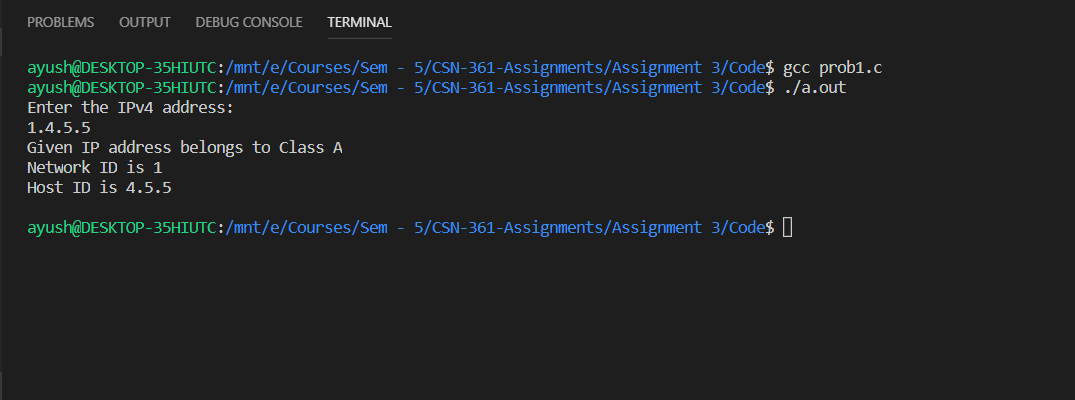 PROBLEMS OUTPUT DEBUG CONSOLE TERMINAL
ayush@DESKTOP-35HIUTC:/mnt/e/Courses/Sem - 5/CSN-361-Assignments/Assignment 3/Code$ gcc prob1.c
ayush@DESKTOP-35HIUTC:/mnt/e/Courses/Sem - 5/CSN-361-Assignments/Assignment 3/Code$ ./a.out
Enter the IPv4 address:
1.4.5.5
Given IP address belongs to Class A
Network ID is 1
Host ID is 4.5.5
ayush@DESKTOP-35HIUTC:/mnt/e/Courses/Sem - 5/CSN-361-Assignments/Assignment 3/Code$